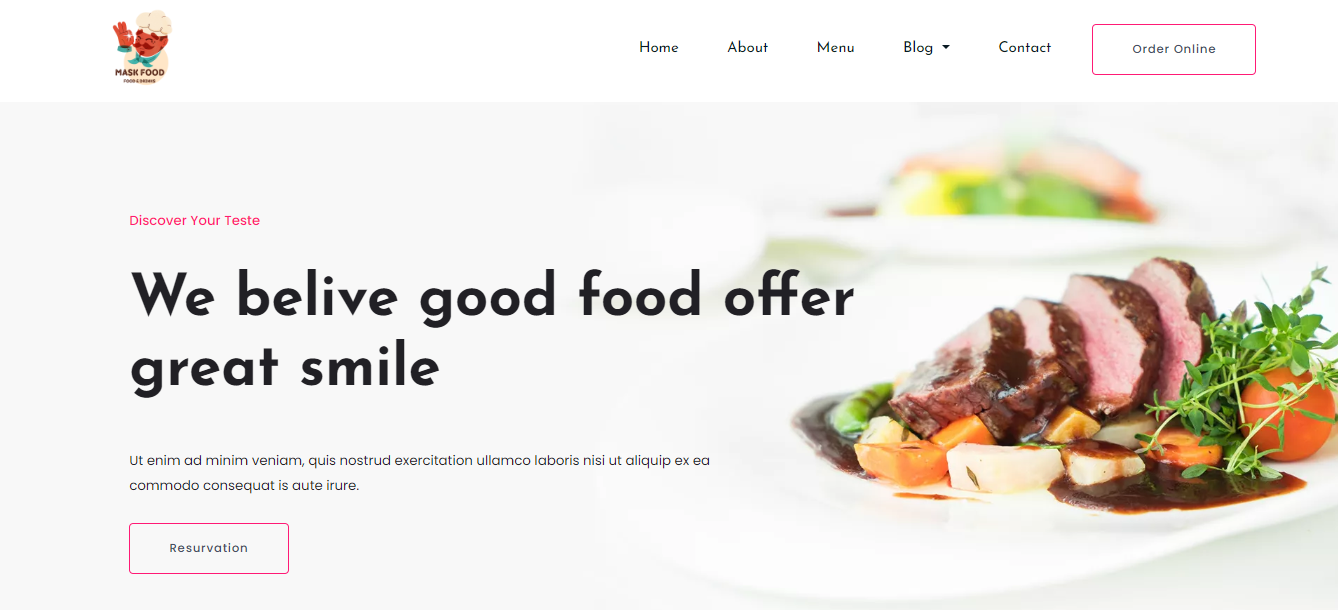 MASK FOOD
FOOD & DRINKS
Home About Menu Blog Contact Order Online
Discover Your Teste
We belive good food offer
great smile
Ut enim ad minim veniam, quis nostrud exercitation ullamco laboris nisi ut aliquip ex ea
commodo consequat is aute irure.
Resurvation